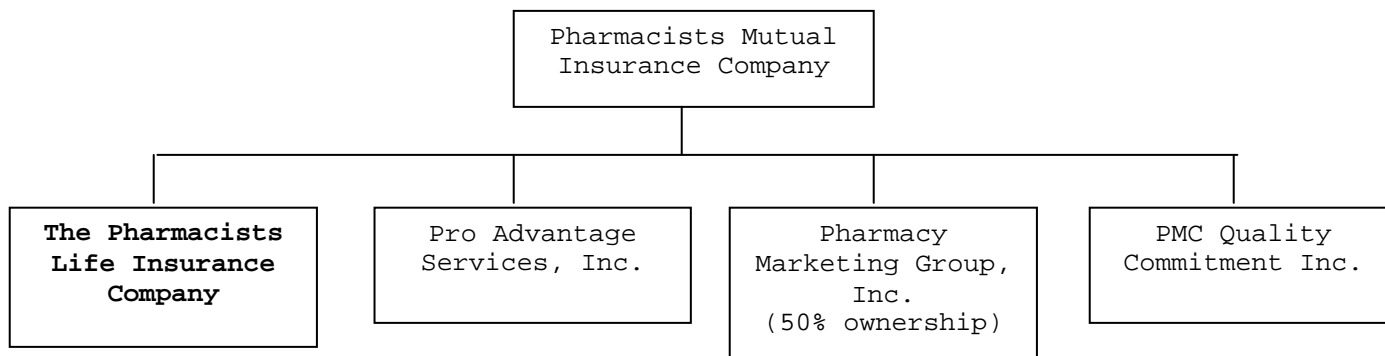 Pharmacists Mutual
Insurance Company
The Pharmacists
Life Insurance
Company
Pro Advantage
Services, Inc.
Pharmacy
Marketing Group,
Inc.
(50% ownership)
PMC Quality
Commitment Inc.